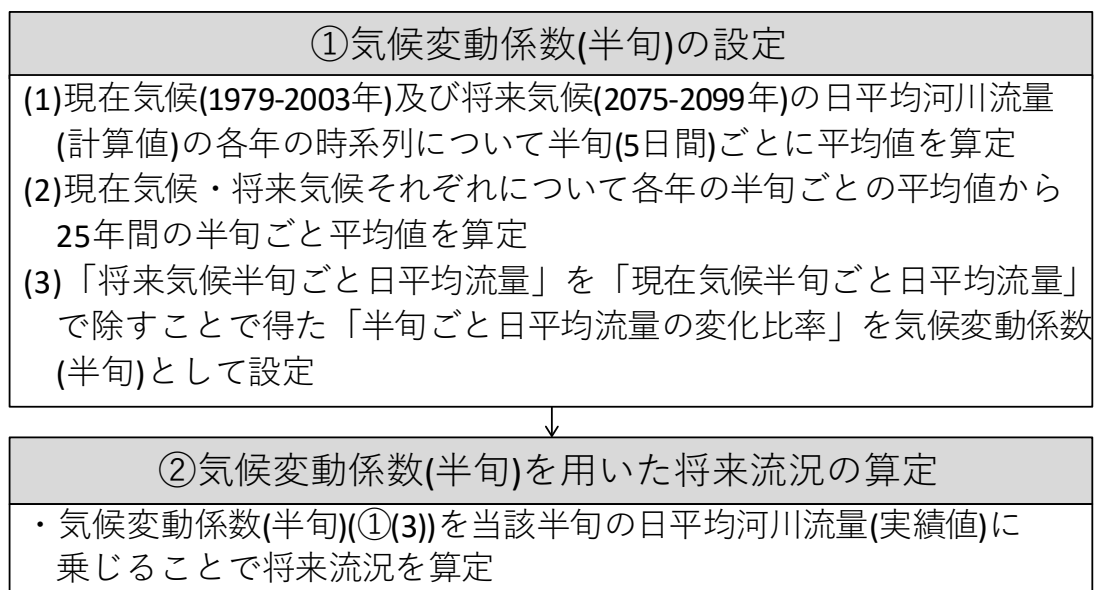 ①気候変動係数(半旬)の設定
(1)現在気候(1979-2003年)及び将来気候(2075-2099年)の日平均河川流量
(計算値)の各年の時系列について半旬(5日間)ごとに平均値を算定
(2)現在気候・将来気候それぞれについて各年の半旬ごとの平均値から
25年間の半旬ごと平均値を算定
(3)「将来気候半旬ごと日平均流量」を「現在気候半旬ごと日平均流量」
で除すことで得た「半旬ごと日平均流量の変化比率」を気候変動係数
(半旬)として設定
②気候変動係数(半旬)を用いた将来流況の算定
・気候変動係数(半旬)(①(3))を当該半旬の日平均河川流量(実績値)に
乗じることで将来流況を算定